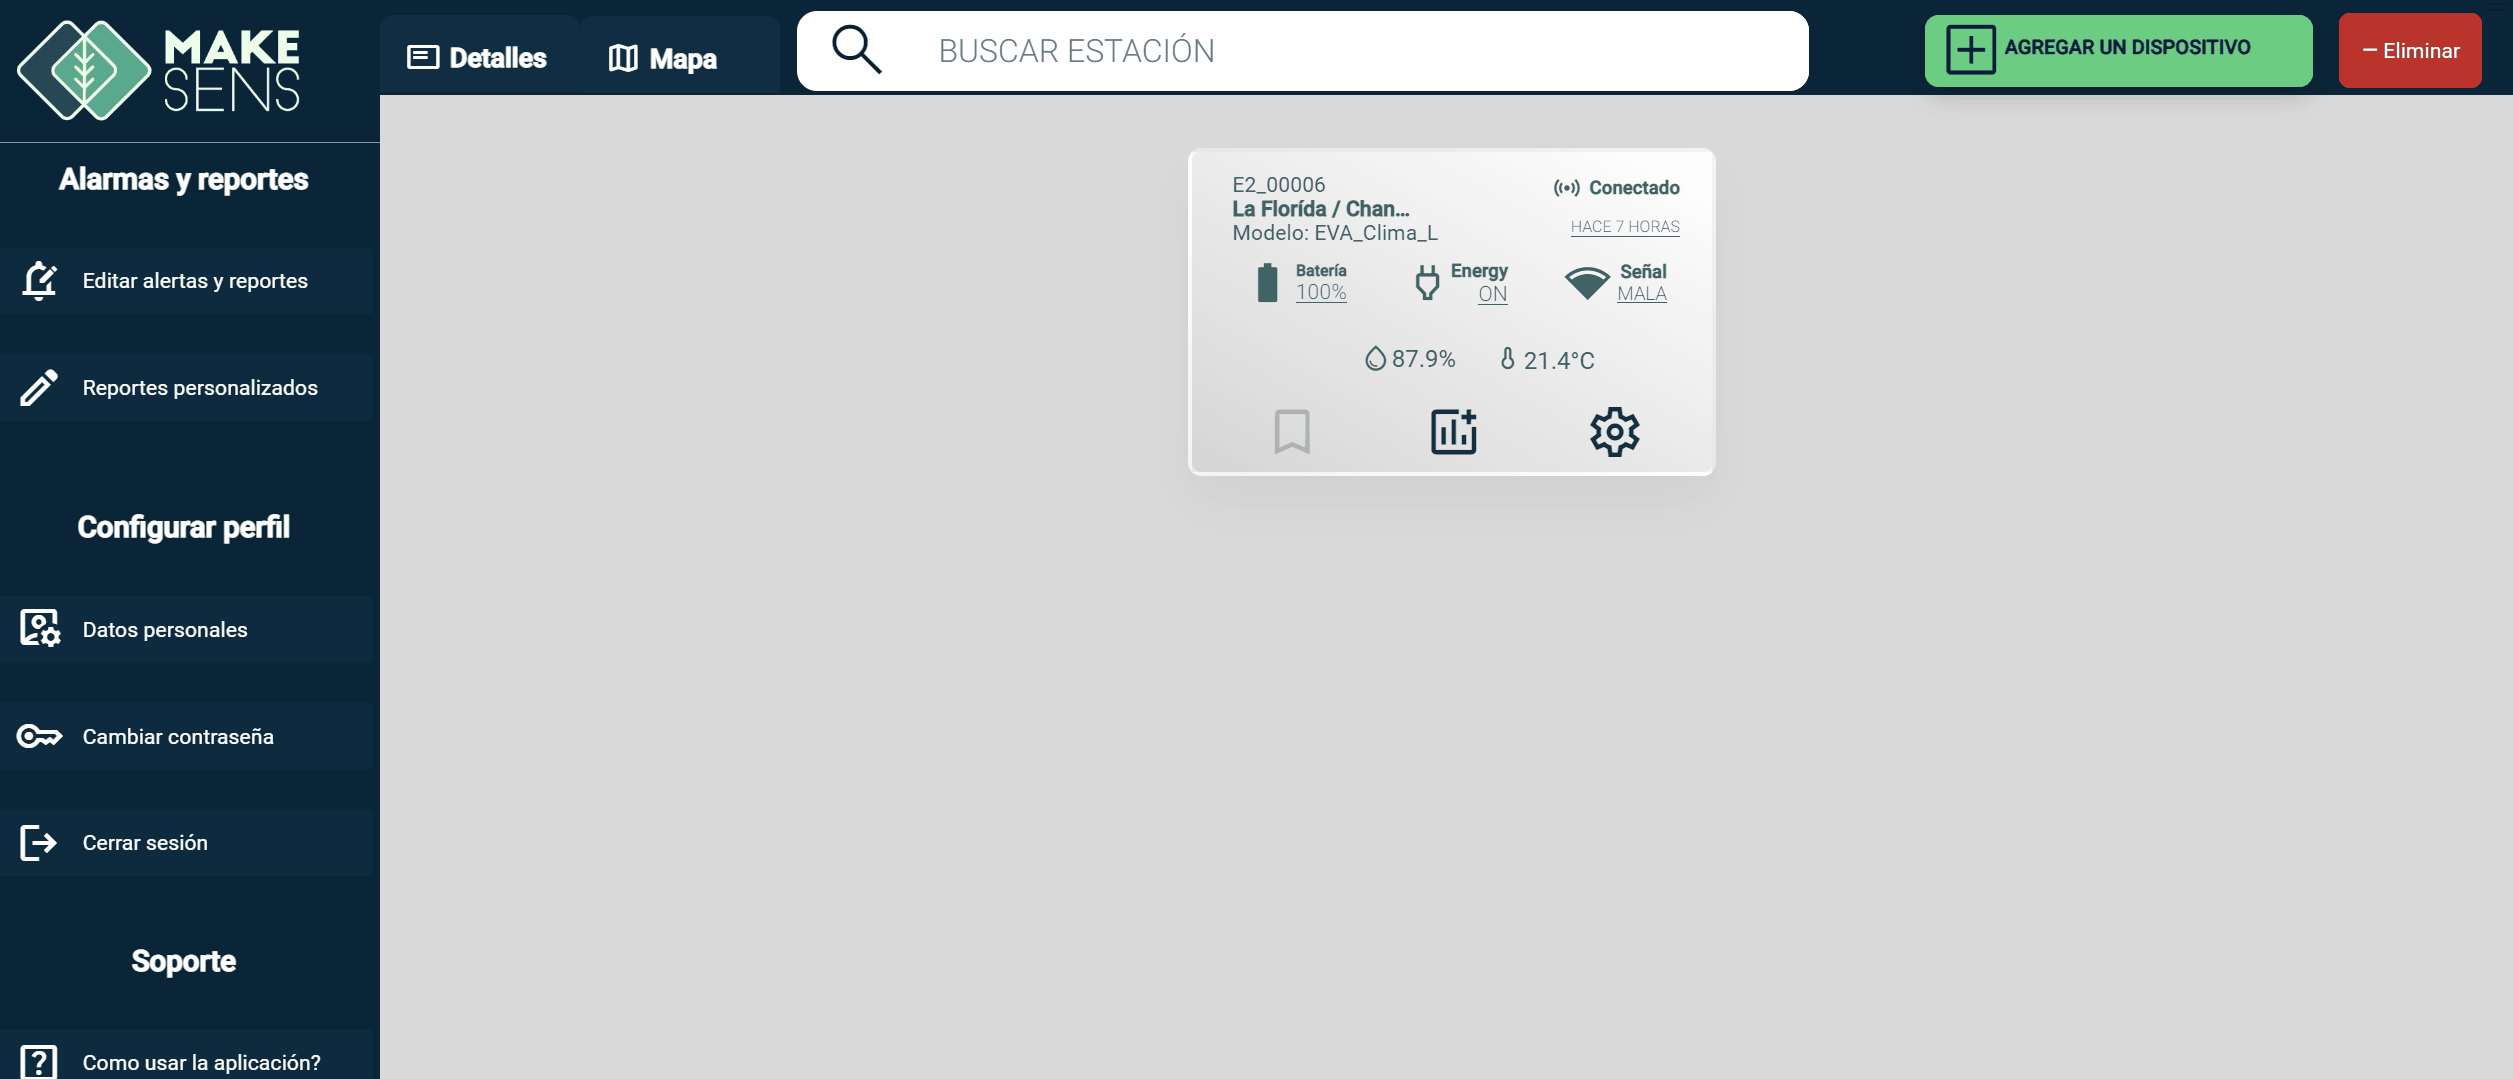 MAKE
SENS
Detalles
Mapa
BUSCAR ESTACIÓN
AGREGAR UN DISPOSITIVO
Eliminar
Alarmas y reportes
Editar alertas y reportes
Reportes personalizados
Configurar perfil
Datos personales
Cambiar contraseña
Cerrar sesión
Soporte
Como usar la aplicación?
E2_00006
La Florída / Chan...
Modelo: EVA_Clima_L
Conectado
HACE 7 HORAS
Batería
100%
Energy
ON
Señal
MALA
87.9%
21.4°C